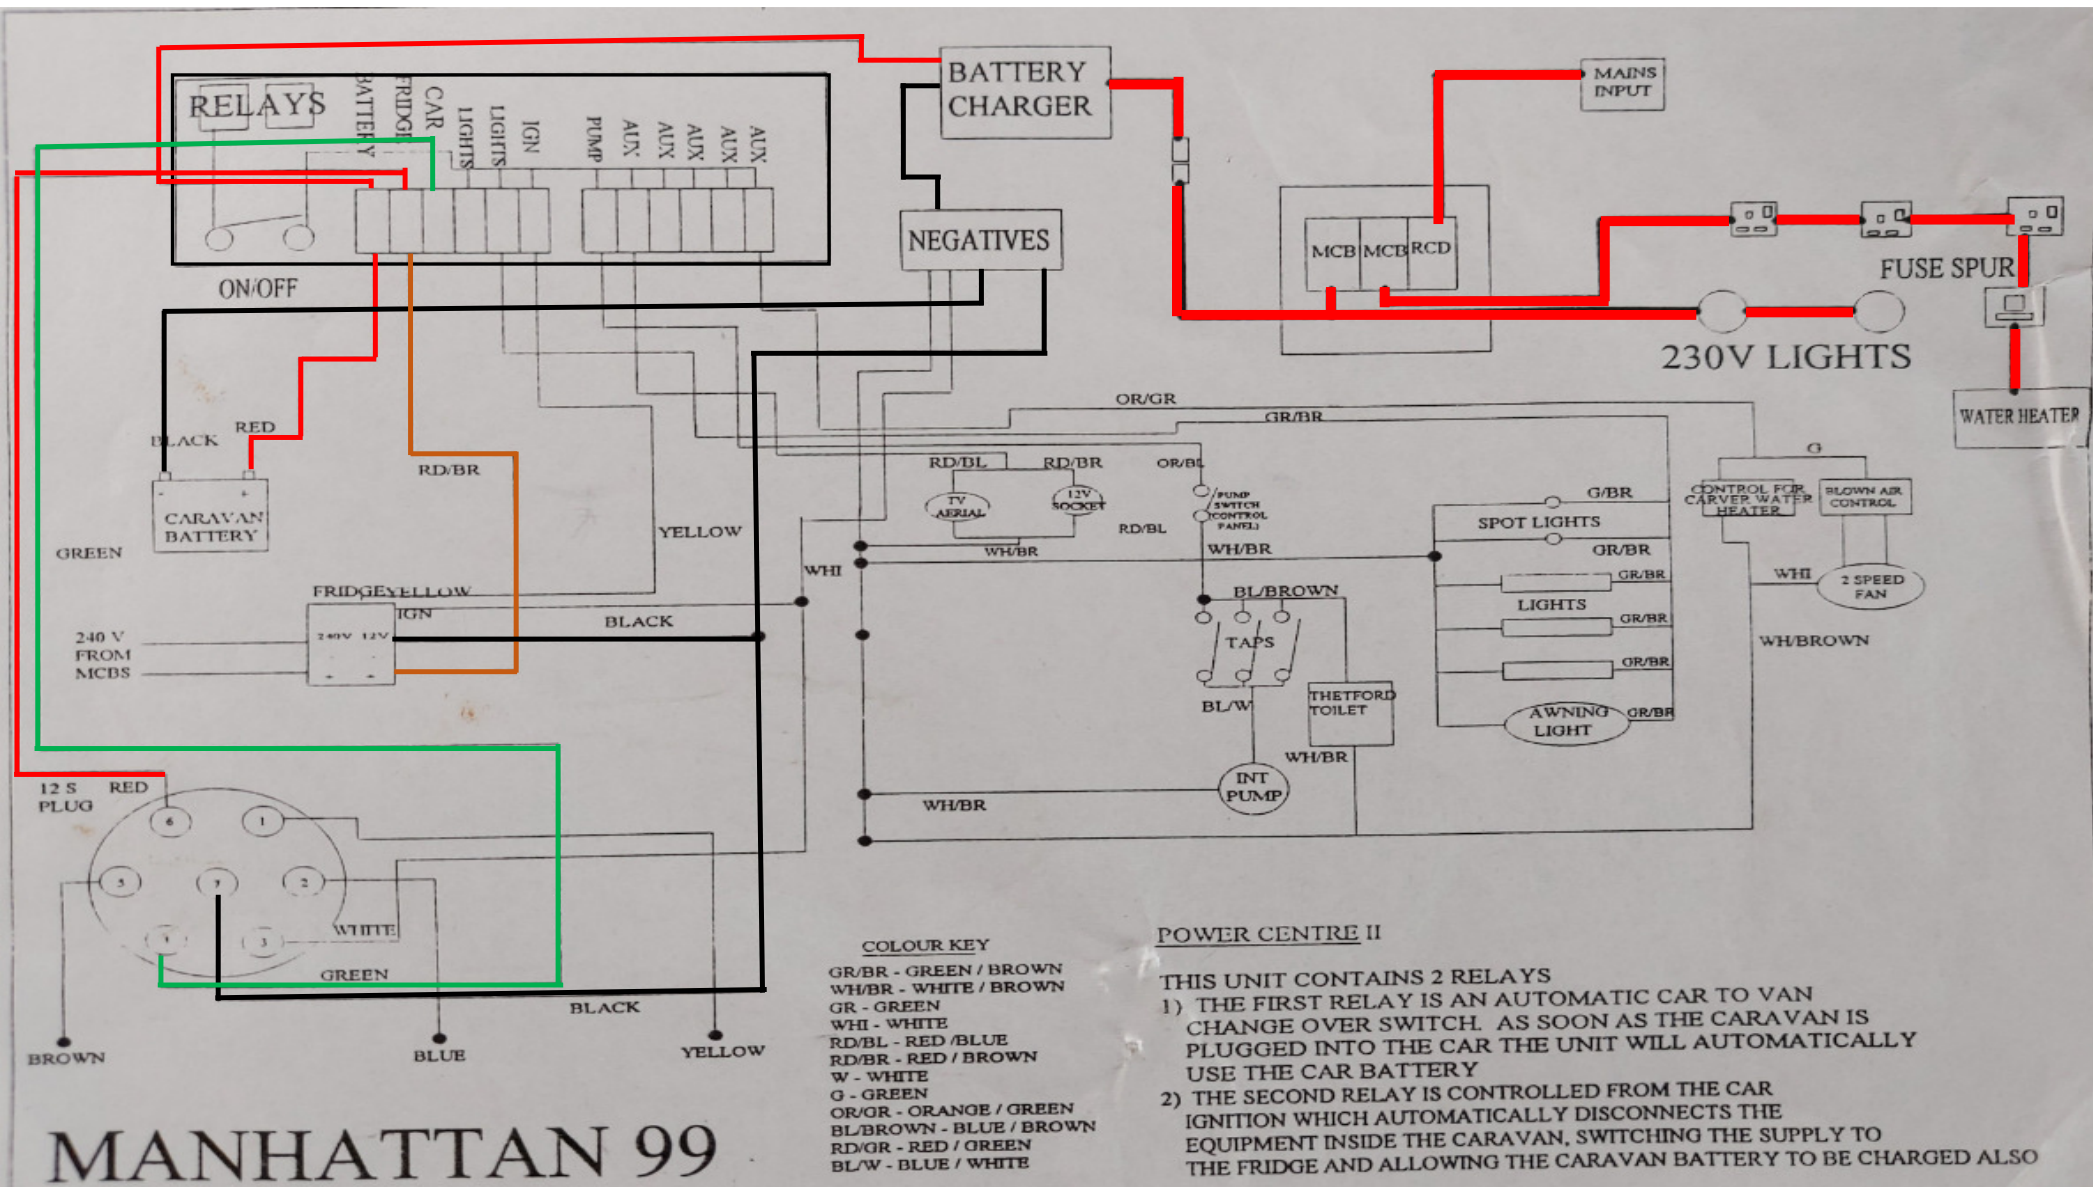 RELAYS
BATTERY
FRIDGE
CAR
LIGHTS
LIGHTS
IGN
PUMP
AUX
AUX
AUX
AUX
AUX
ON/OFF
BATTERY
CHARGER
NEGATIVES
MAINS
INPUT
MCB
MCB
RCD
FUSE SPUR
230V LIGHTS
WATER HEATER
BLACK
RED
RD/BR
CARAVAN
BATTERY
GREEN
YELLOW
FRIDGE
YELLOW
IGN
240V 12V
- -
+ +
BLACK
240 V
FROM
MCBS
WHI
OR/GR
GR/BR
RD/BL
RD/BR
OR/BL
TV
AERIAL
12V
SOCKET
PUMP
SWITCH
(CONTROL
PANEL)
RD/BL
WH/BR
WH/BR
BL/BROWN
TAPS
BL/W
THETFORD
TOILET
WH/BR
INT
PUMP
WH/BR
G/BR
SPOT LIGHTS
GR/BR
GR/BR
LIGHTS
GR/BR
GR/BR
AWNING
LIGHT
GR/BR
G
CONTROL FOR
CARVER WATER
HEATER
BLOWN AIR
CONTROL
WHI
2 SPEED
FAN
WH/BROWN
12 S
PLUG
RED
6
1
5
7
2
3
WHITE
GREEN
BLACK
BROWN
BLUE
YELLOW
MANHATTAN 99
COLOUR KEY
GR/BR - GREEN / BROWN
WH/BR - WHITE / BROWN
GR - GREEN
WHI - WHITE
RD/BL - RED /BLUE
RD/BR - RED / BROWN
W - WHITE
G - GREEN
OR/GR - ORANGE / GREEN
BL/BROWN - BLUE / BROWN
RD/GR - RED / GREEN
BL/W - BLUE / WHITE
POWER CENTRE II
THIS UNIT CONTAINS 2 RELAYS
1) THE FIRST RELAY IS AN AUTOMATIC CAR TO VAN
CHANGE OVER SWITCH. AS SOON AS THE CARAVAN IS
PLUGGED INTO THE CAR THE UNIT WILL AUTOMATICALLY
USE THE CAR BATTERY
2) THE SECOND RELAY IS CONTROLLED FROM THE CAR
IGNITION WHICH AUTOMATICALLY DISCONNECTS THE
EQUIPMENT INSIDE THE CARAVAN, SWITCHING THE SUPPLY TO
THE FRIDGE AND ALLOWING THE CARAVAN BATTERY TO BE CHARGED ALSO